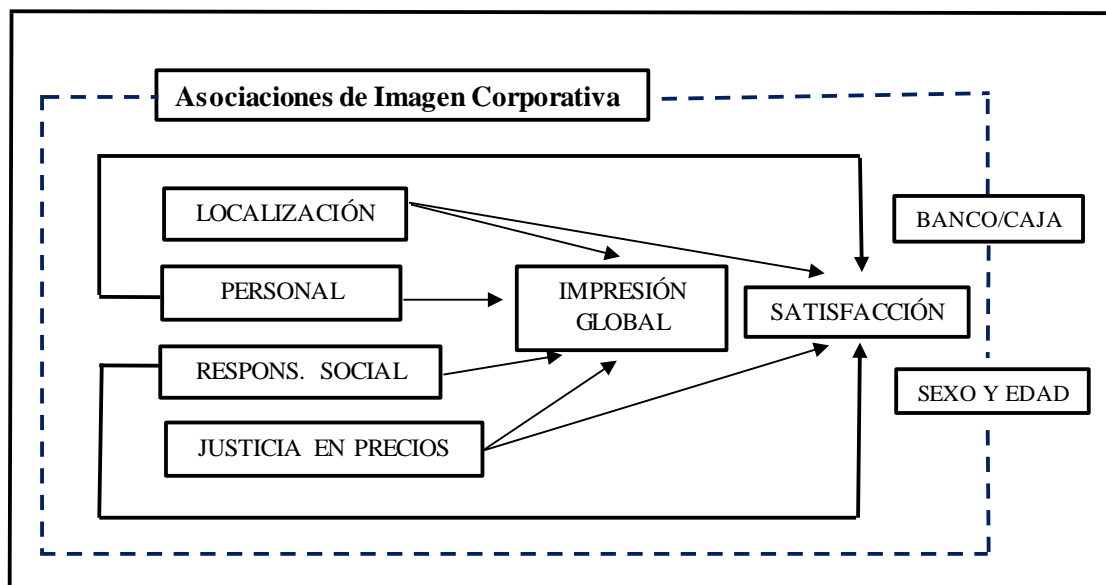 Asociaciones de Imagen Corporativa
LOCALIZACIÓN
BANCO/CAJA
PERSONAL
IMPRESIÓN
GLOBAL
SATISFACCIÓN
RESPONS. SOCIAL
SEXO Y EDAD
JUSTICIA EN PRECIOS